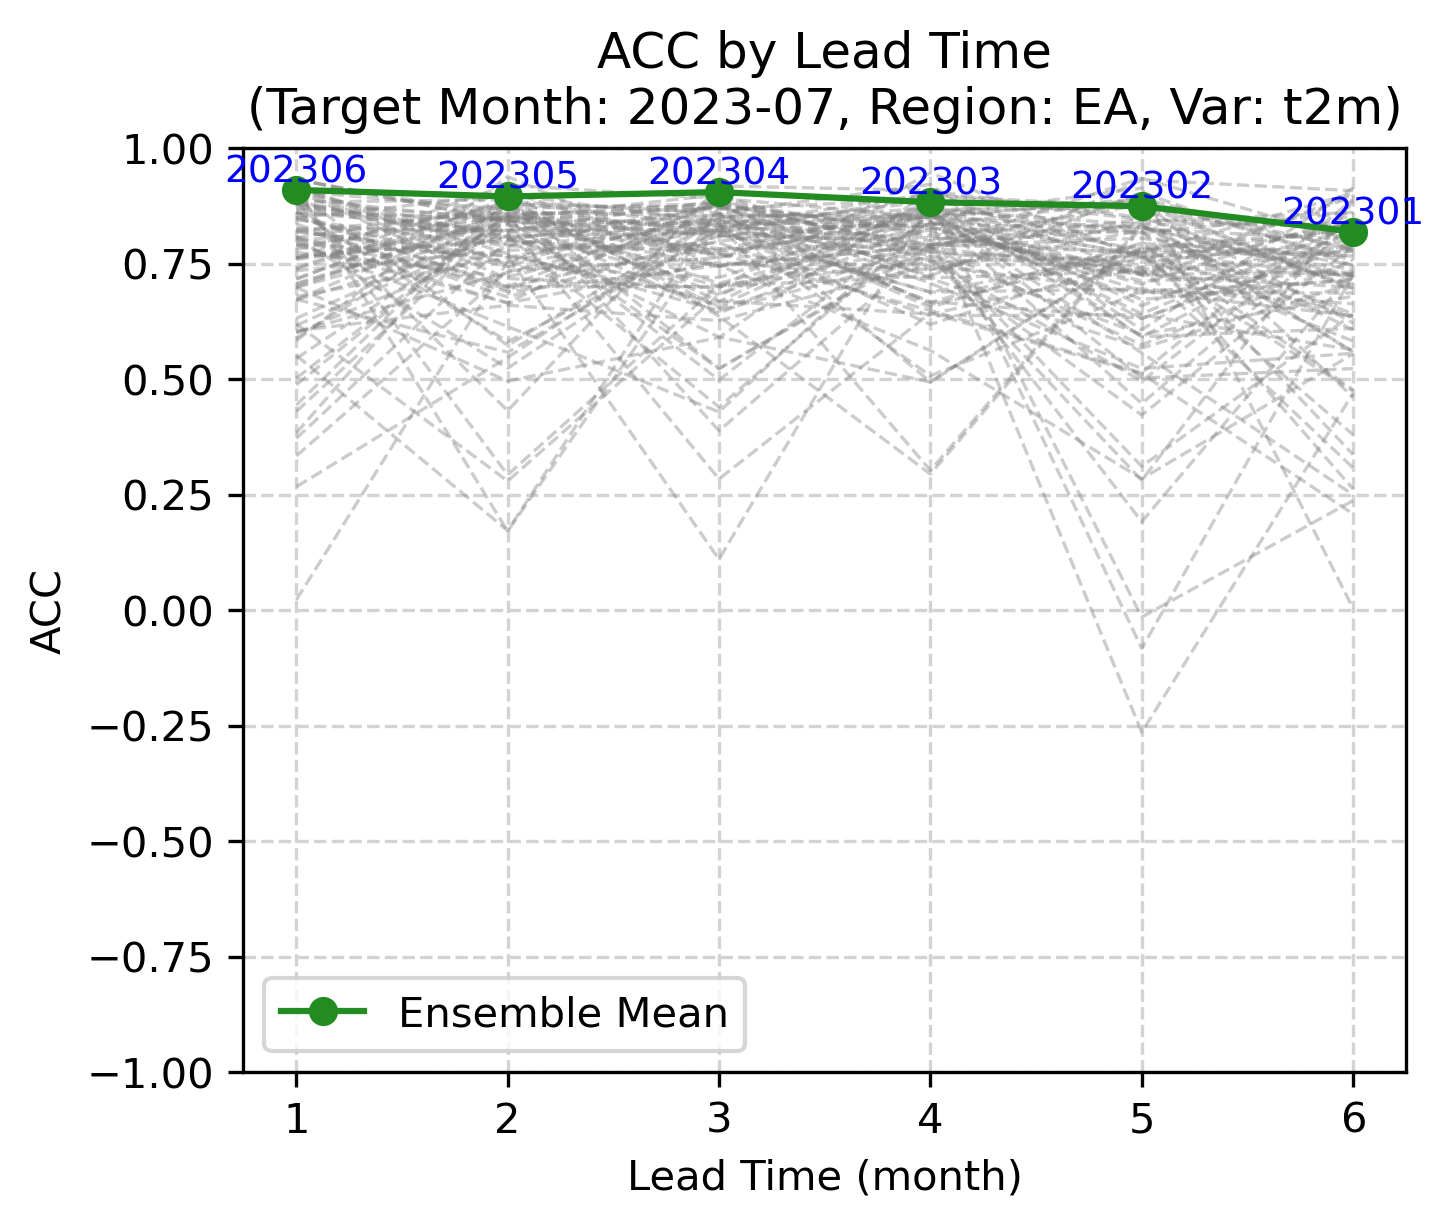 ACC by Lead Time
(Target Month: 2023-07, Region: EA, Var: t2m)
1.00
0.75
0.50
0.25
0.00
−0.25
−0.50
−0.75
−1.00
ACC
202306
202305
202304
202303
202302
202301
Ensemble Mean
1 2 3 4 5 6
Lead Time (month)